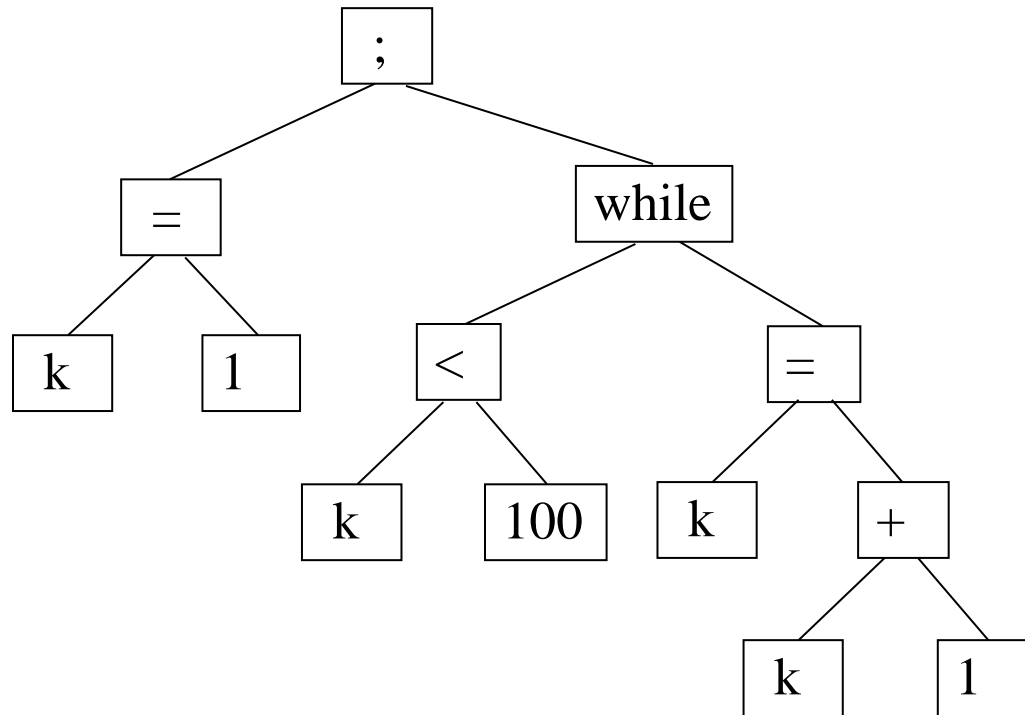 ;
= while
k 1 < =
k 100 k +
k 1